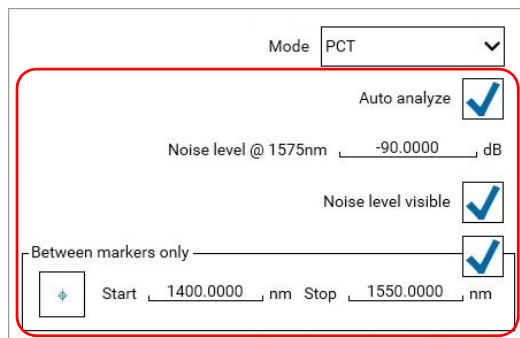 Mode PCT
Auto analyze
Noise level @ 1575nm -90.0000 dB
Noise level visible
Between markers only
Start 1400.0000 nm Stop 1550.0000 nm